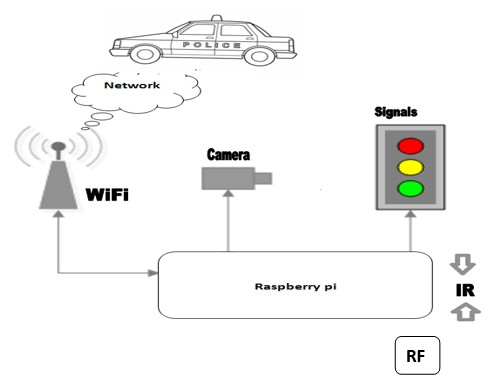 POLICE
Network
Signals
Camera
WiFi
Raspberry pi
IR
RF